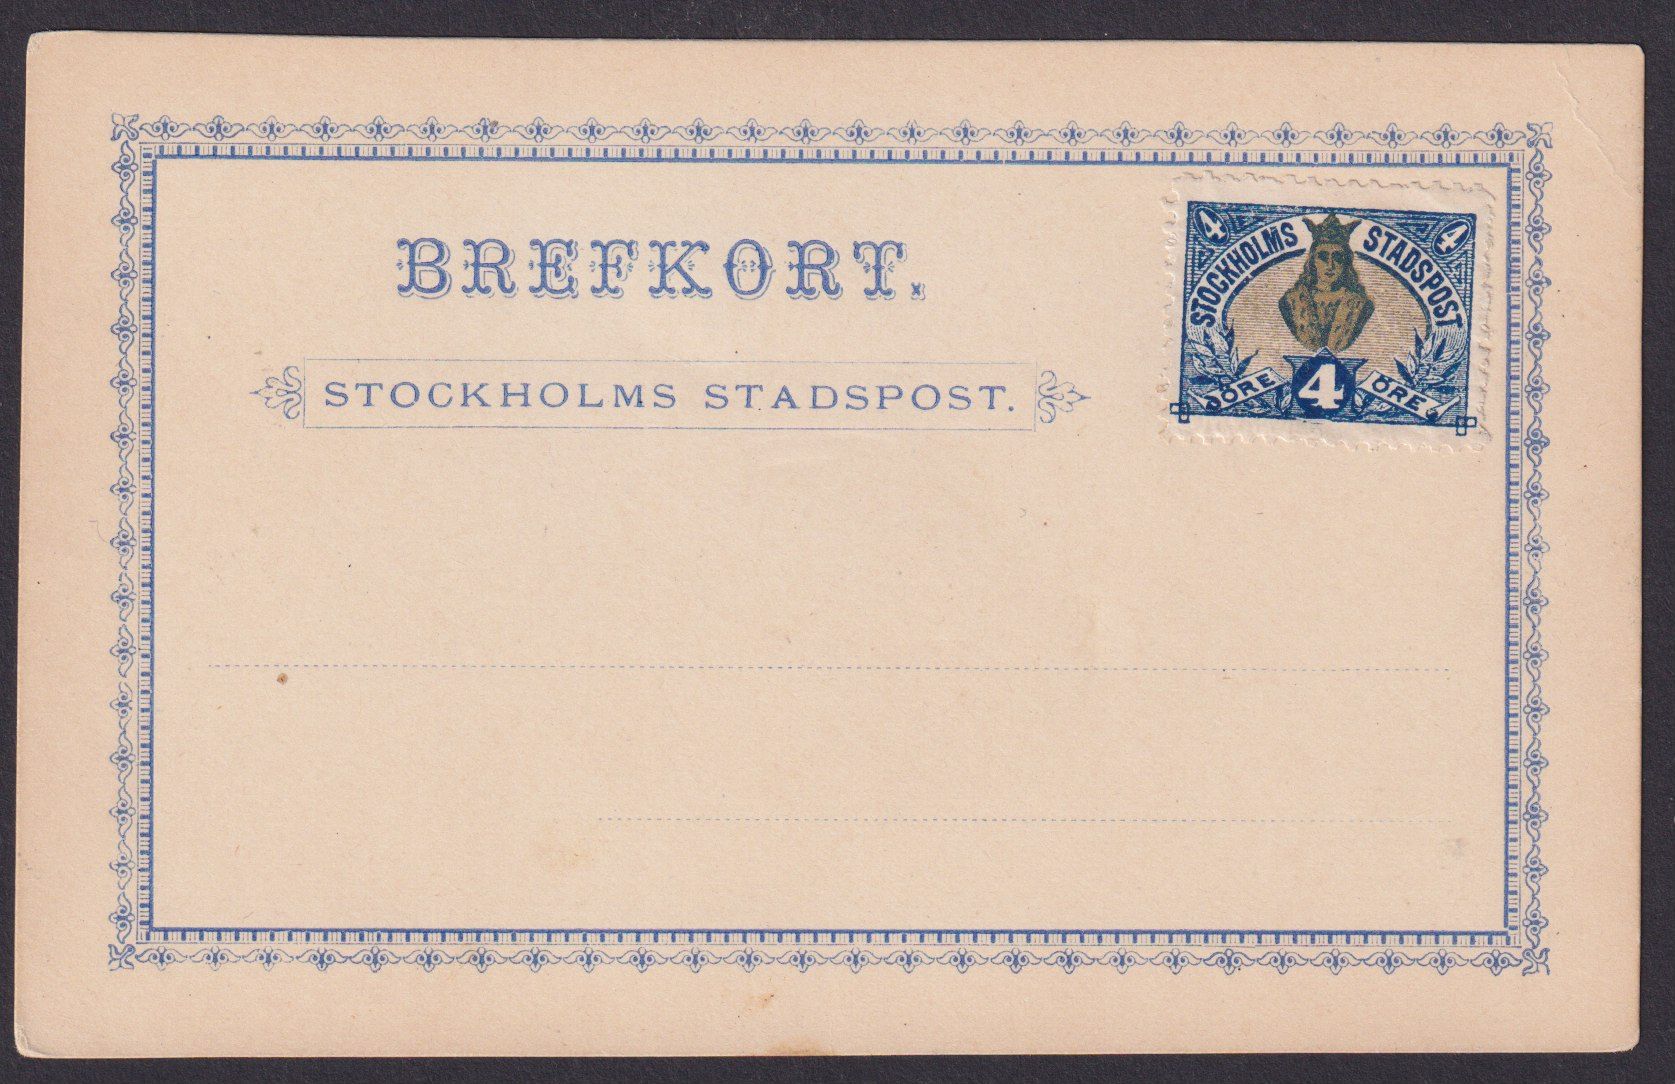 BREFKORT.
STOCKHOLMS STADSPOST.
4 4
STOCKHOLMS STADSPOST
ÖRE 4 ÖRE